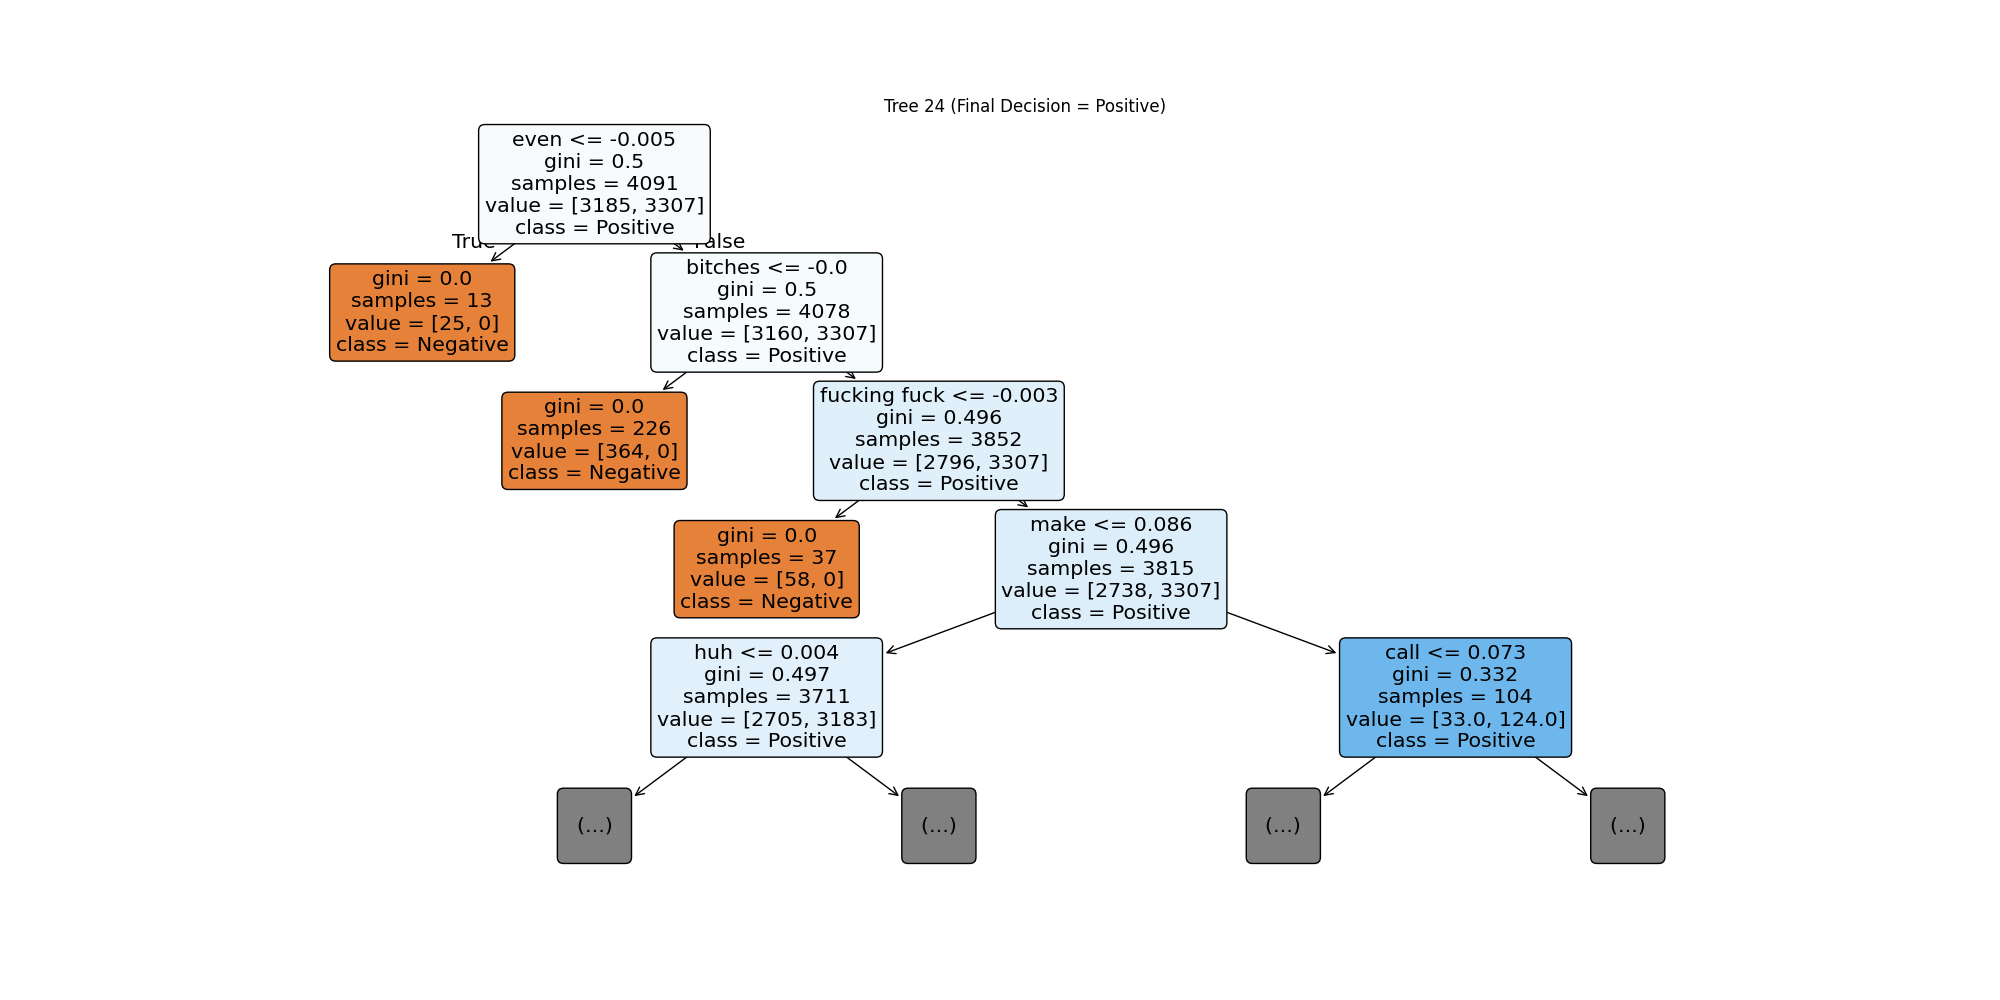 Tree 24 (Final Decision = Positive)
even <= -0.005
gini = 0.5
samples = 4091
value = [3185, 3307]
class = Positive
True
False
gini = 0.0
samples = 13
value = [25, 0]
class = Negative
bitches <= -0.0
gini = 0.5
samples = 4078
value = [3160, 3307]
class = Positive
gini = 0.0
samples = 226
value = [364, 0]
class = Negative
fucking fuck <= -0.003
gini = 0.496
samples = 3852
value = [2796, 3307]
class = Positive
gini = 0.0
samples = 37
value = [58, 0]
class = Negative
make <= 0.086
gini = 0.496
samples = 3815
value = [2738, 3307]
class = Positive
huh <= 0.004
gini = 0.497
samples = 3711
value = [2705, 3183]
class = Positive
call <= 0.073
gini = 0.332
samples = 104
value = [33.0, 124.0]
class = Positive
(...)
(...)
(...)
(...)